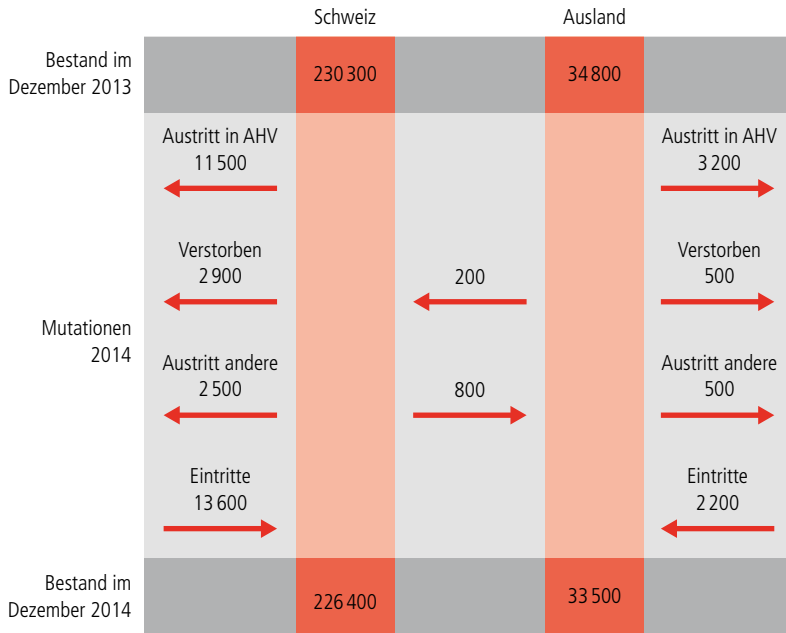 Schweiz
Ausland
Bestand im
Dezember 2013
230 300
34 800
Austritt in AHV
11 500
Austritt in AHV
3 200
Verstorben
2 900
200
Verstorben
500
Mutationen
2014
Austritt andere
2 500
800
Austritt andere
500
Eintritte
13 600
Eintritte
2 200
Bestand im
Dezember 2014
226 400
33 500